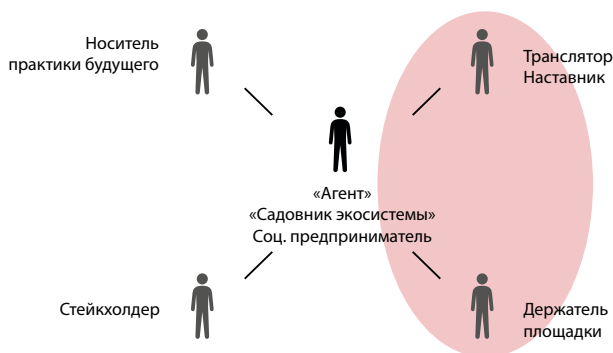 Носитель
практики будущего
Транслятор
Наставник
«Агент»
«Садовник экосистемы»
Соц. предприниматель
Стейкхолдер
Держатель
площадки